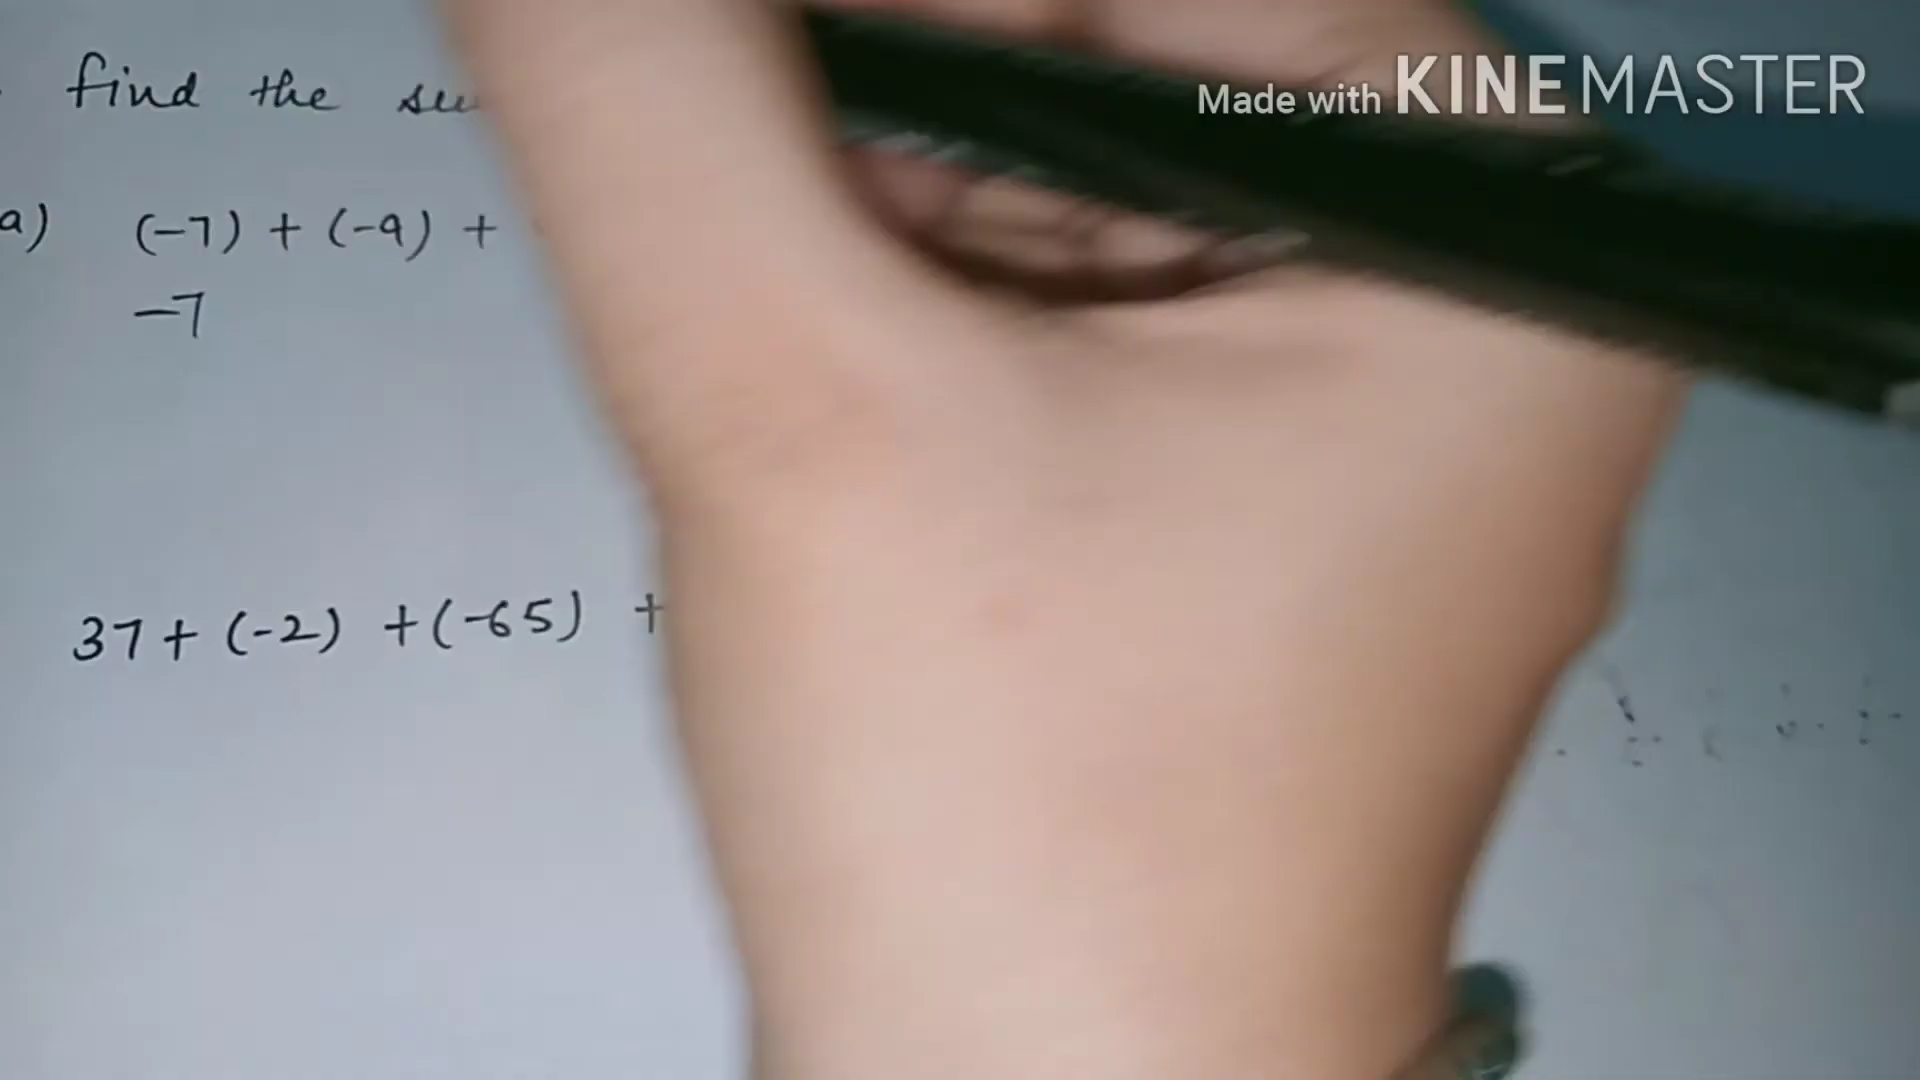 Made with KINEMASTER
find the
a) (-7) + (-9) +
-7
37 + (-2) + (-65) +